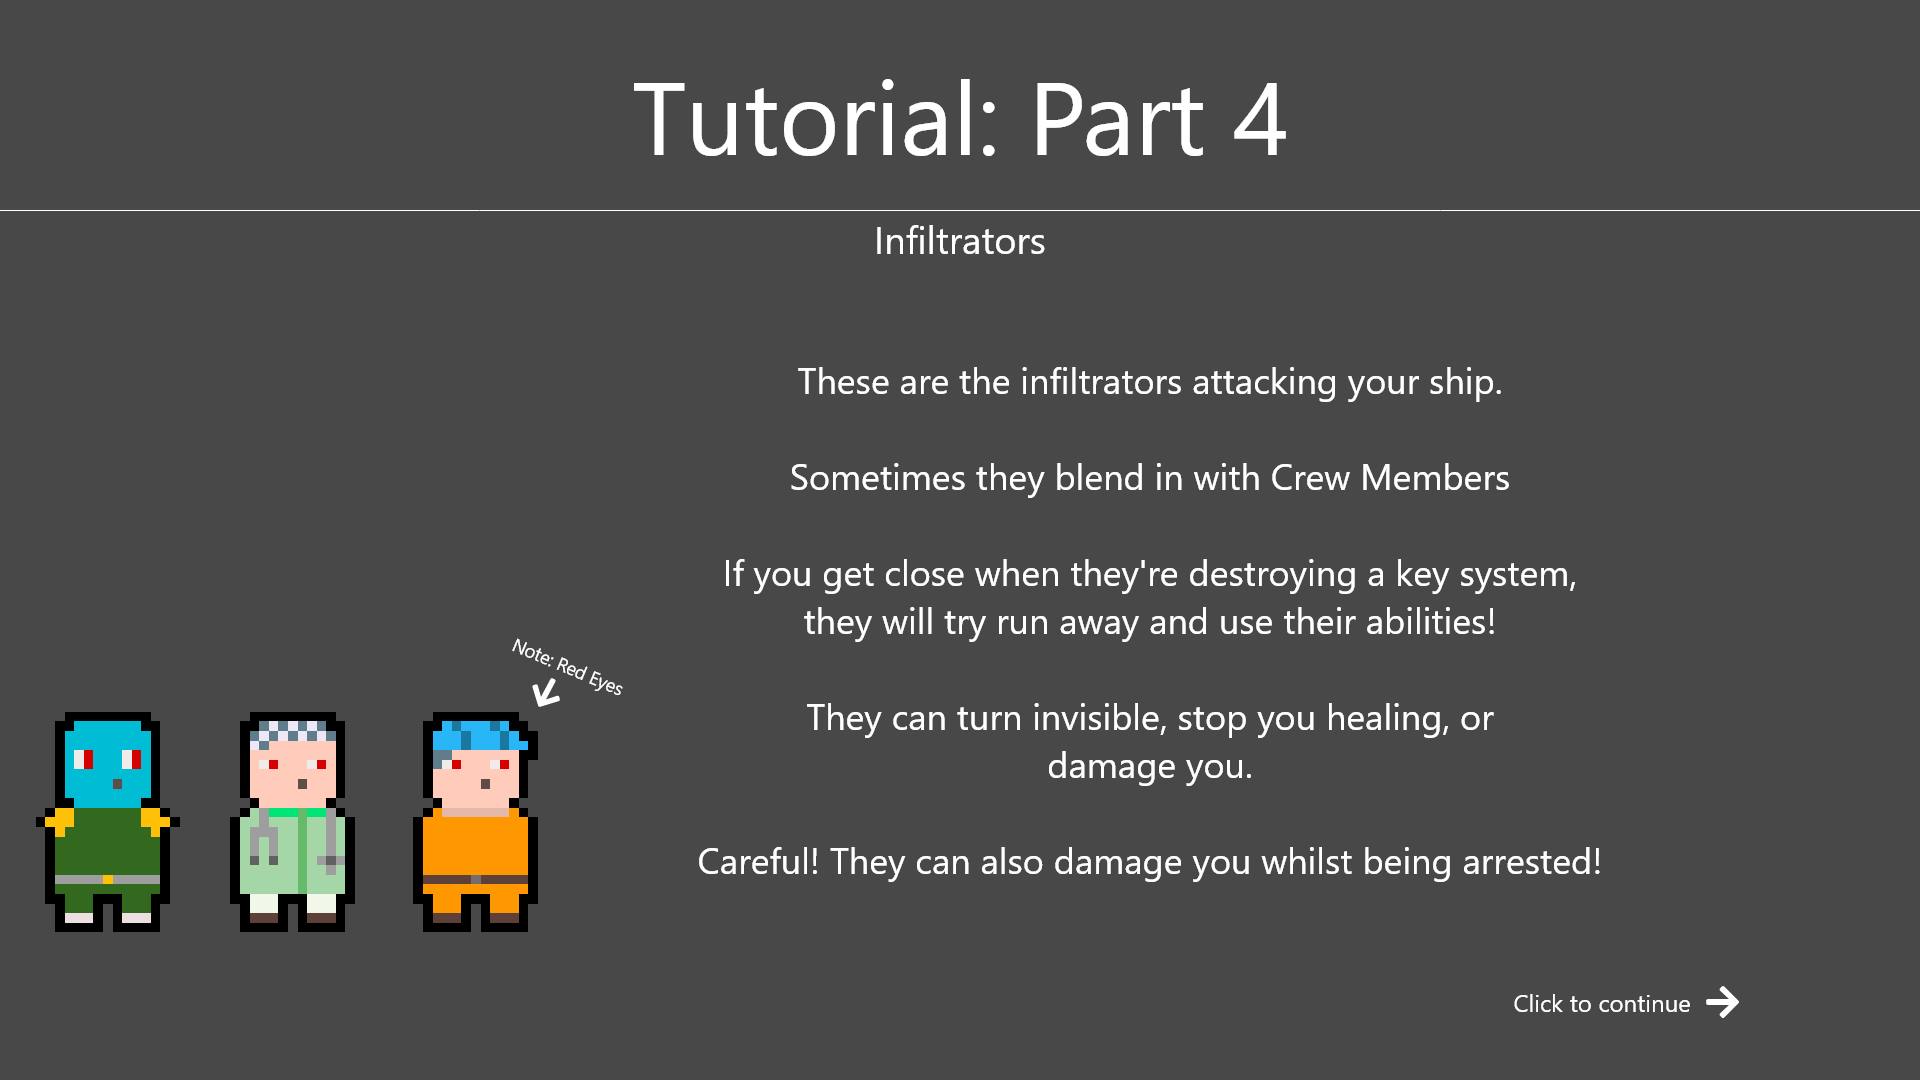 Tutorial: Part 4
Infiltrators
These are the infiltrators attacking your ship.
Sometimes they blend in with Crew Members
If you get close when they're destroying a key system,
they will try run away and use their abilities!
They can turn invisible, stop you healing, or
damage you.
Careful! They can also damage you whilst being arrested!
Note: Red Eyes
Click to continue